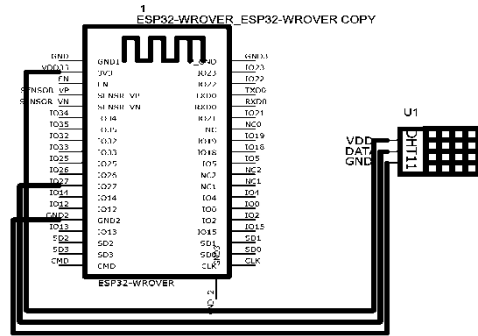 1
ESP32-WROVER_ESP32-WROVER COPY
GND
VDD33
EN
SENSOR_VP
SENSOR_VN
IO34
IO35
IO32
IO33
IO25
IO26
IO27
IO14
IO12
GND2
IO13
SD2
SD3
CMD
GND1
3V3
EN
SENSR_VP
SENSR_VN
IO34
IO35
IO32
IO33
IO25
IO26
IO27
IO14
IO12
GND2
IO13
SD2
SD3
CMD
IO23
IO22
TXD0
RXD0
IO21
NC
IO19
IO18
IO5
NC2
NC1
IO4
IO0
IO2
IO15
SD1
SD0
CLK
GND3
GND3
IO23
IO22
TXD0
RXD0
IO21
NC0
IO19
IO18
IO5
NC2
NC1
IO4
IO0
IO2
IO15
SD1
SD0
CLK
ESP32-WROVER
U1
VDD
DATA
GND
DHT11